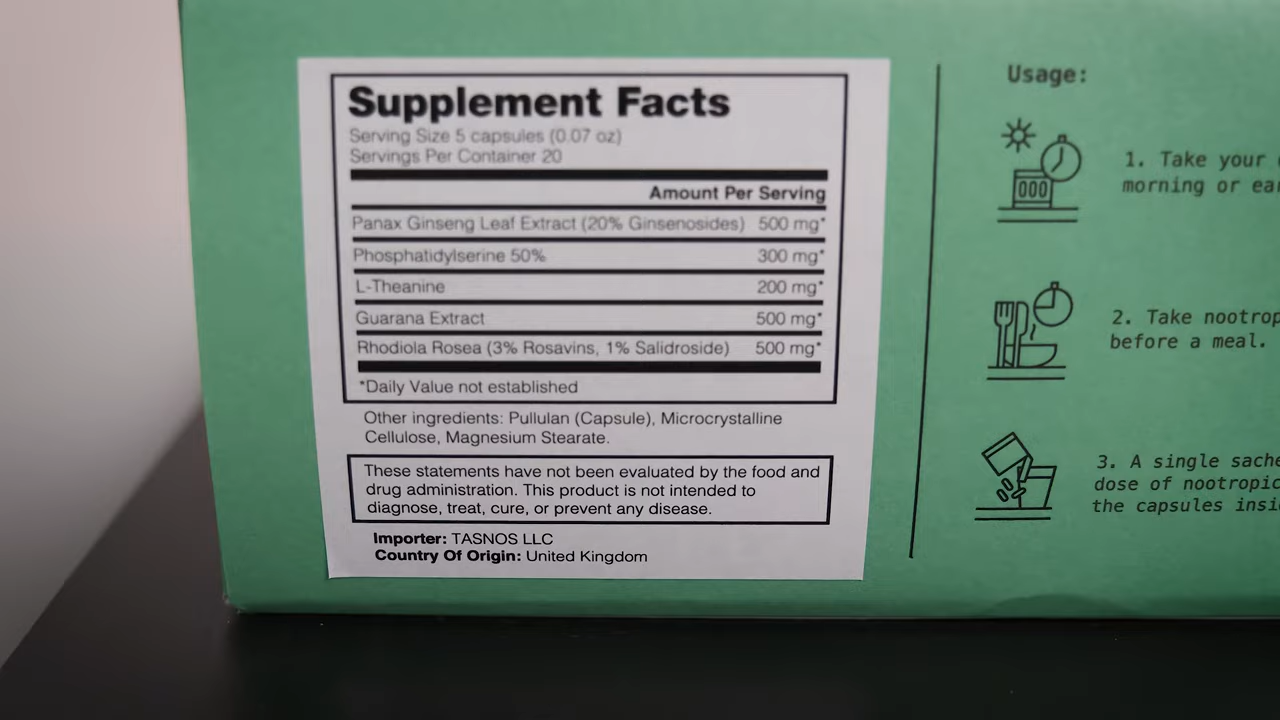 Supplement Facts
Serving Size 5 capsules (0.07 oz)
Servings Per Container 20
Amount Per Serving
Panax Ginseng Leaf Extract (20% Ginsenosides) 500 mg*
Phosphatidylserine 50% 300 mg*
L-Theanine 200 mg*
Guarana Extract 500 mg*
Rhodiola Rosea (3% Rosavins, 1% Salidroside) 500 mg*
*Daily Value not established
Other ingredients: Pullulan (Capsule), Microcrystalline
Cellulose, Magnesium Stearate.
These statements have not been evaluated by the food and
drug administration. This product is not intended to
diagnose, treat, cure, or prevent any disease.
Importer: TASNOS LLC
Country Of Origin: United Kingdom
Usage:
000
1. Take your
morning or
2. Take
before a meal.
3. A single
dose of
the capsules